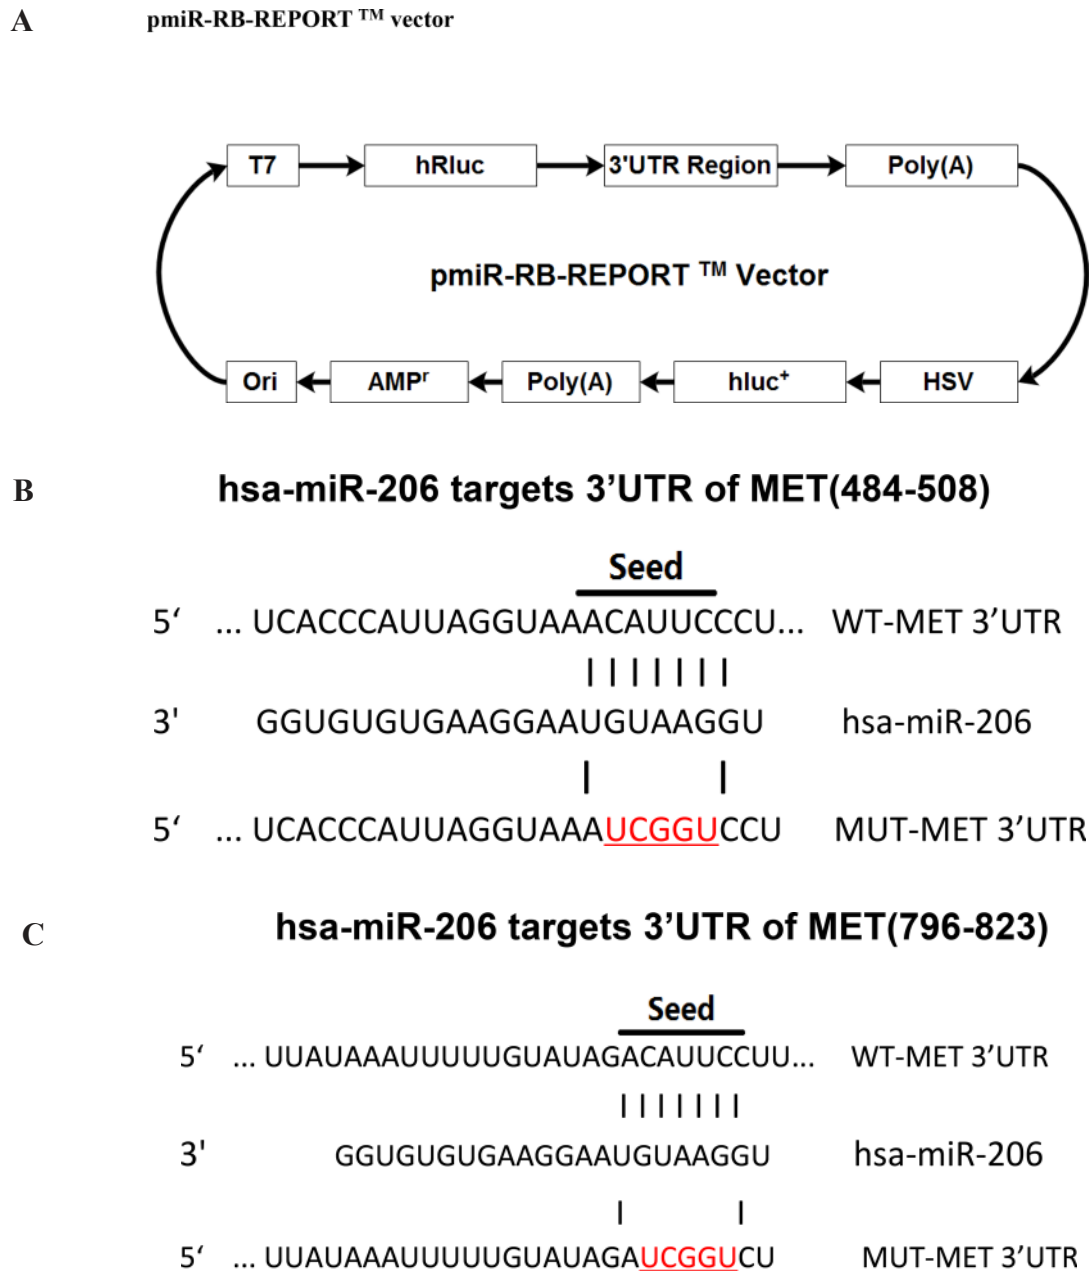 A pmiR-RB-REPORT TM vector
T7 hRluc 3'UTR Region Poly(A)
pmiR-RB-REPORT TM Vector
Ori AMPr Poly(A) hluc+ HSV
B hsa-miR-206 targets 3’UTR of MET(484-508)
Seed
5‘ ... UCACCCAUUAGGUAAACAUUCCCU... WT-MET 3’UTR
3' GGUGUGUGAAGGAAUGUAAGGU hsa-miR-206
5‘ ... UCACCCAUUAGGUAAAUCGGUCCU MUT-MET 3’UTR
C hsa-miR-206 targets 3’UTR of MET(796-823)
Seed
5‘ ... UUAUAAAUUUUUGUAUAGACAUUCCUU... WT-MET 3’UTR
3' GGUGUGUGAAGGAAUGUAAGGU hsa-miR-206
5‘ ... UUAUAAAUUUUUGUAUAGAUCGGUCU MUT-MET 3’UTR